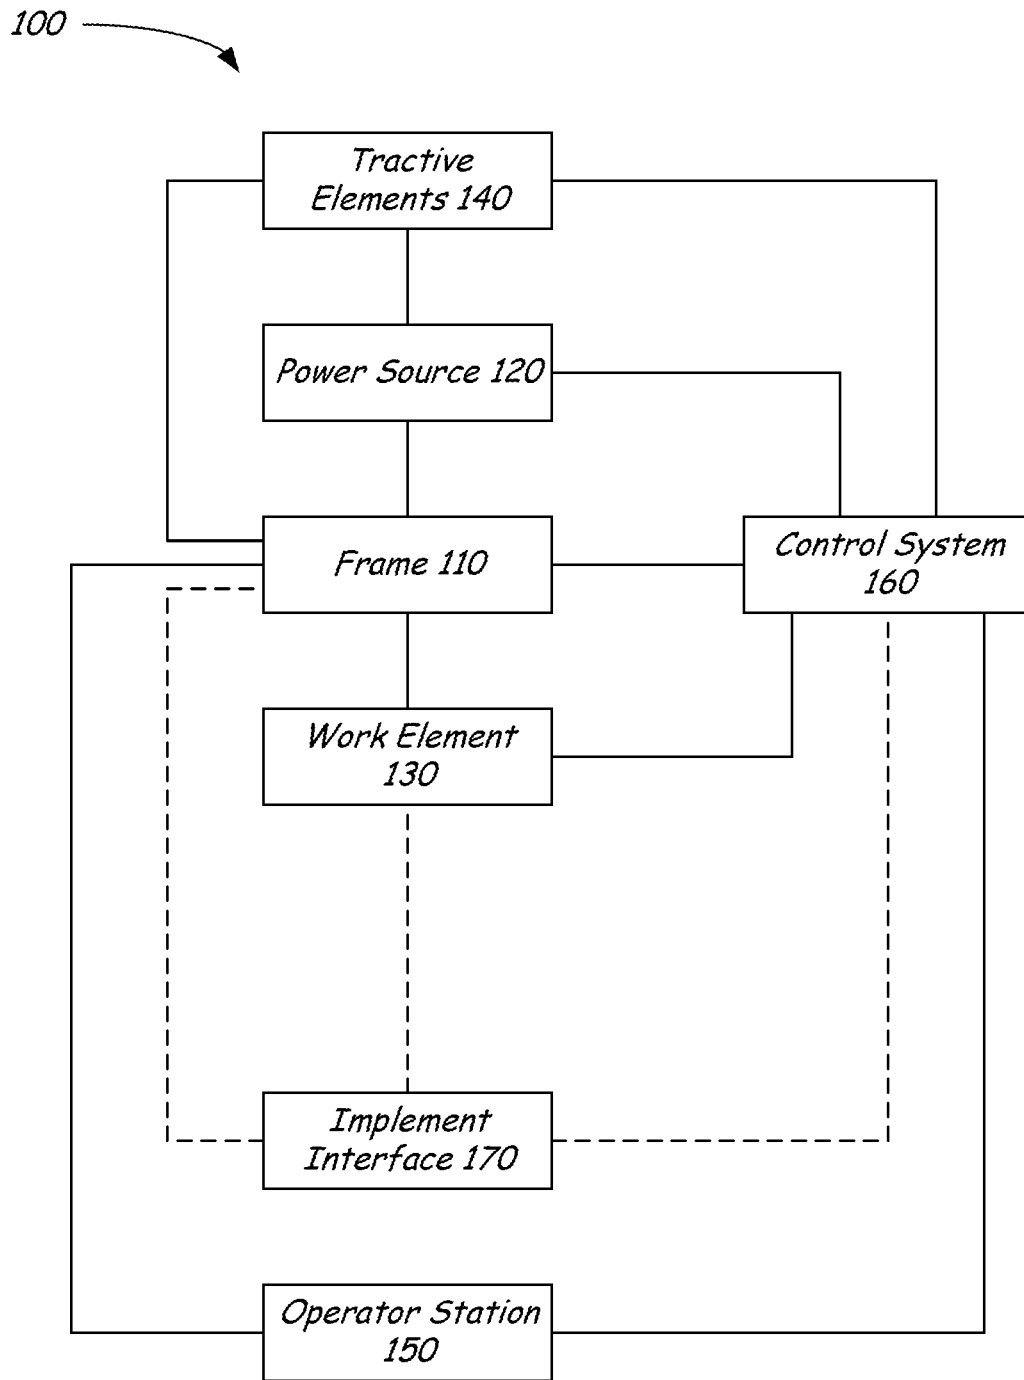 100
Tractive
Elements 140
Power Source 120
Frame 110
Control System
160
Work Element
130
Implement
Interface 170
Operator Station
150